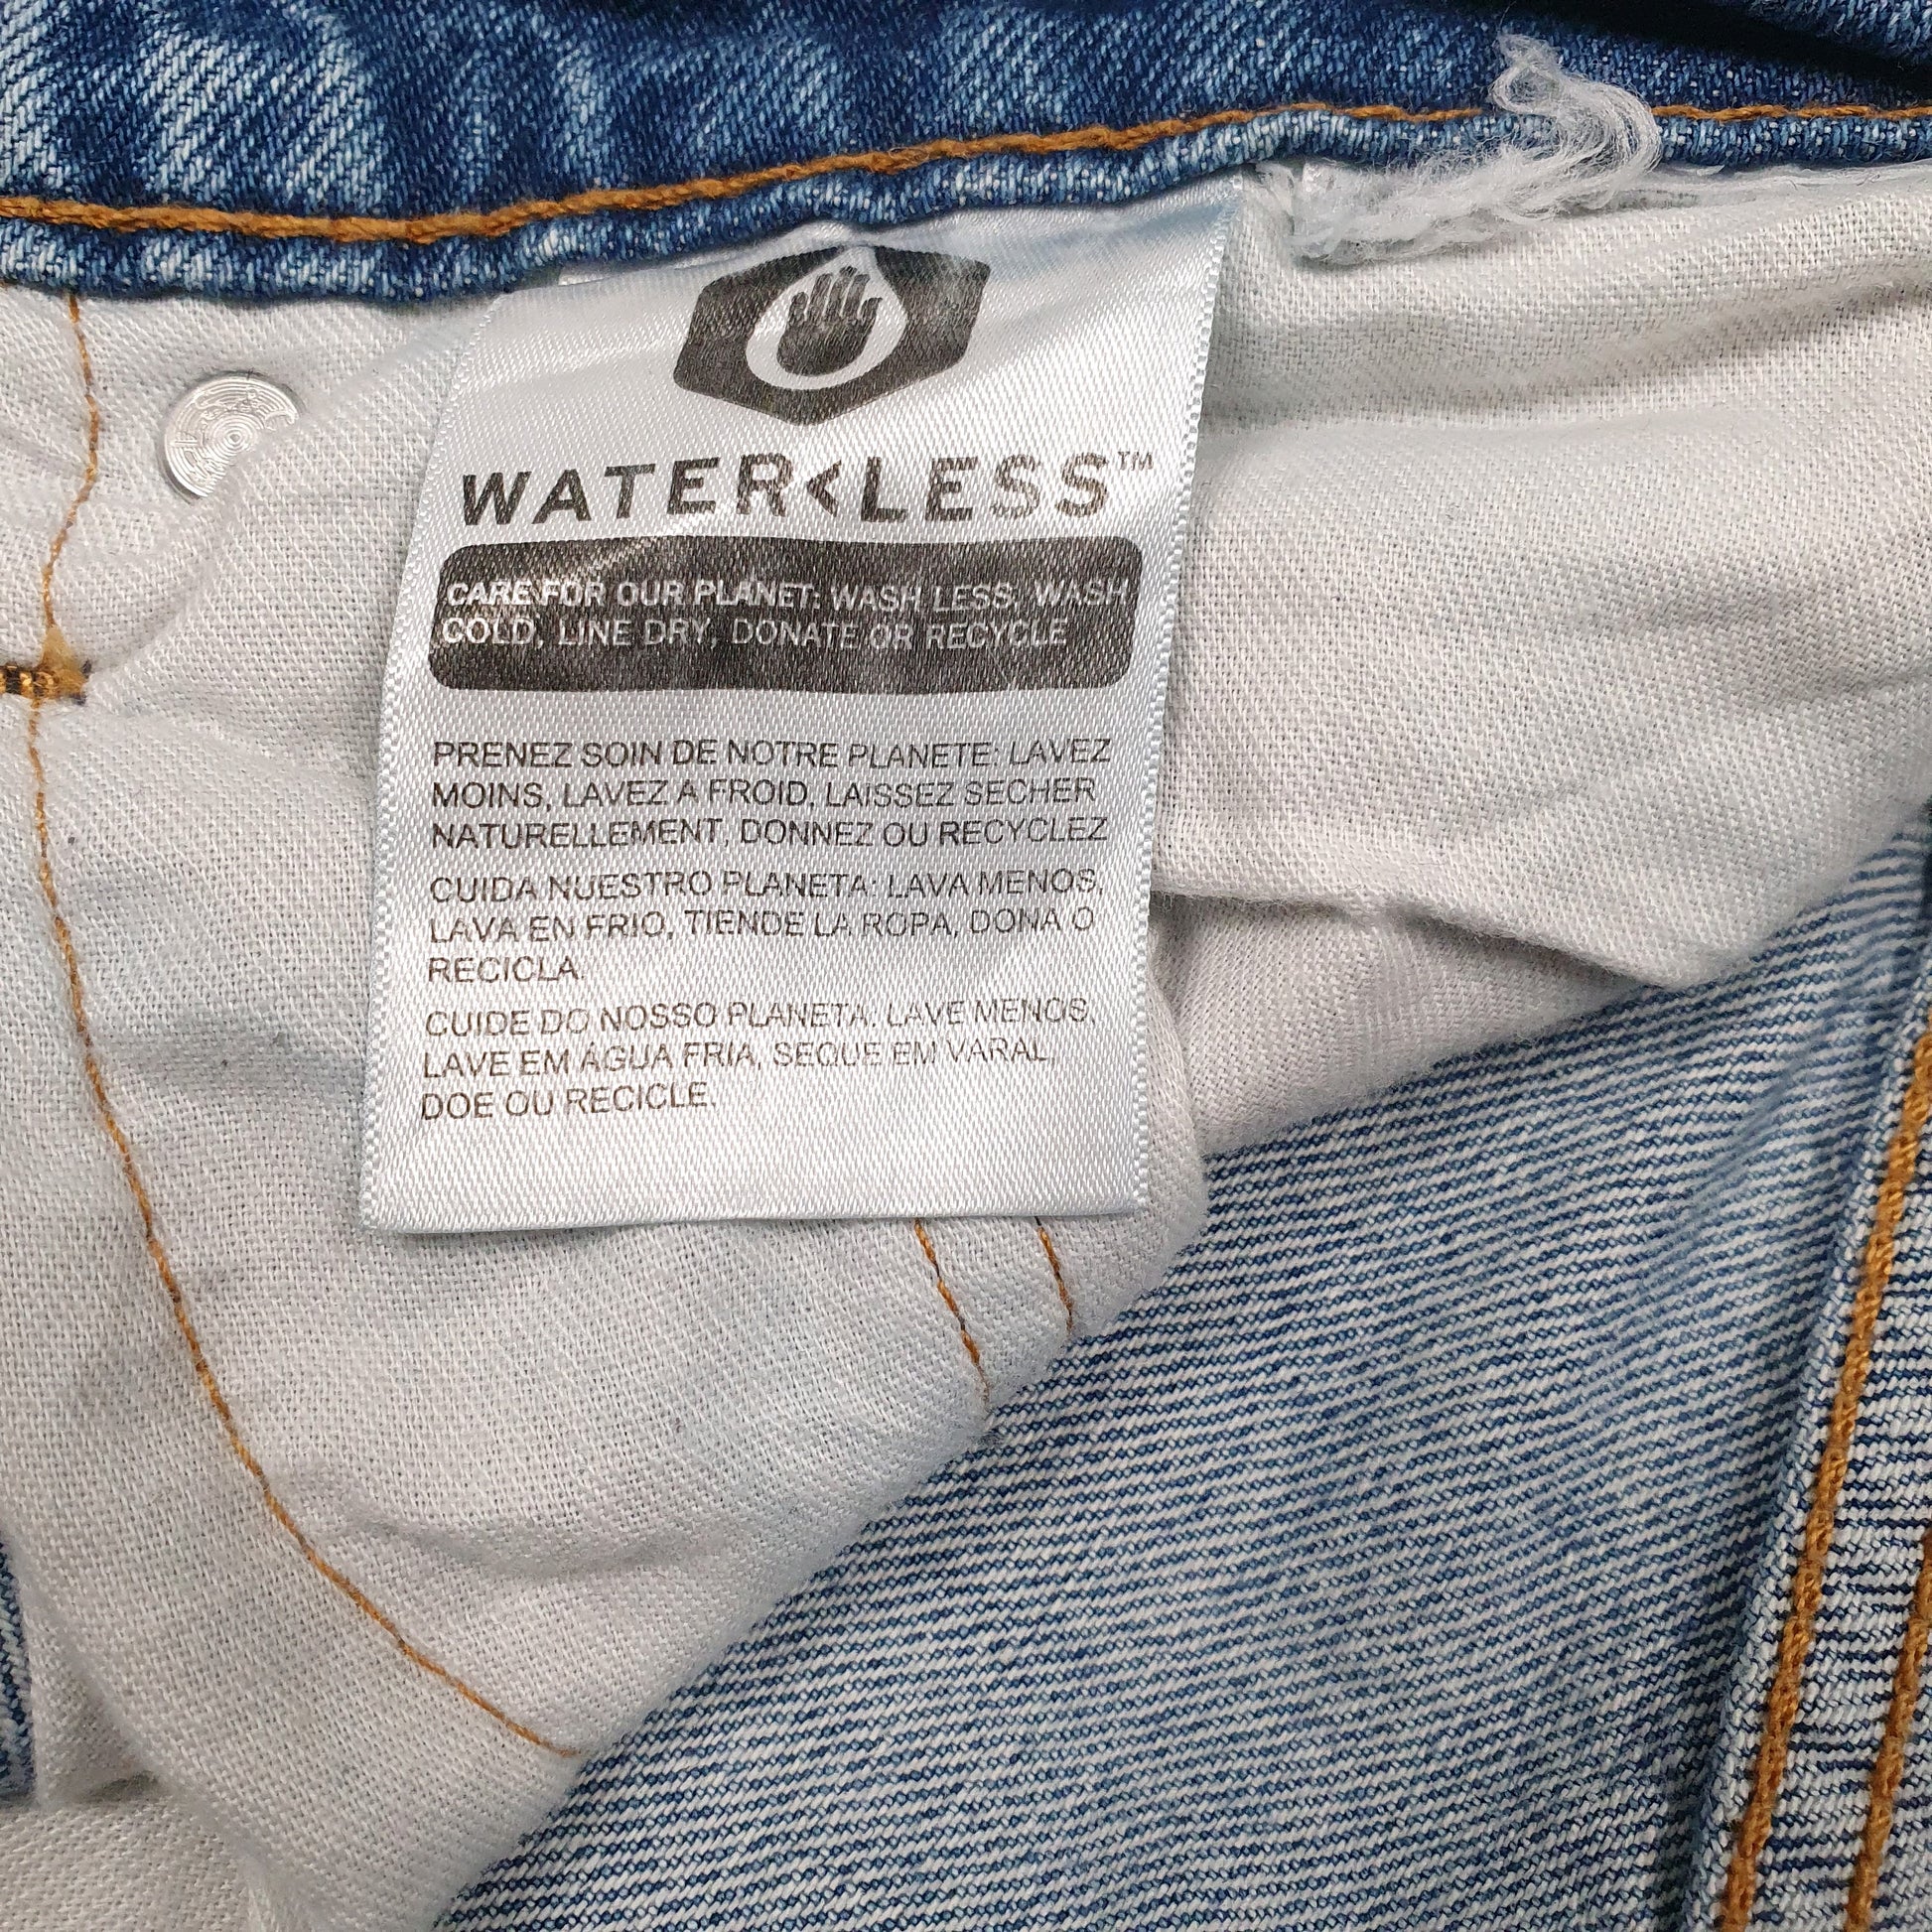 WATER<LESS™
CARE FOR OUR PLANET: WASH LESS, WASH
COLD, LINE DRY, DONATE OR RECYCLE
PRENEZ SOIN DE NOTRE PLANETE: LAVEZ
MOINS, LAVEZ À FROID, LAISSEZ SECHER
NATURELLEMENT, DONNEZ OU RECYCLEZ
CUIDA NUESTRO PLANETA: LAVA MENOS,
LAVA EN FRIO, TIENDE LA ROPA, DONA O
RECICLA.
CUIDE DO NOSSO PLANETA: LAVE MENOS,
LAVE EM ÁGUA FRIA, SEQUE EM VARAL,
DOE OU RECICLE.